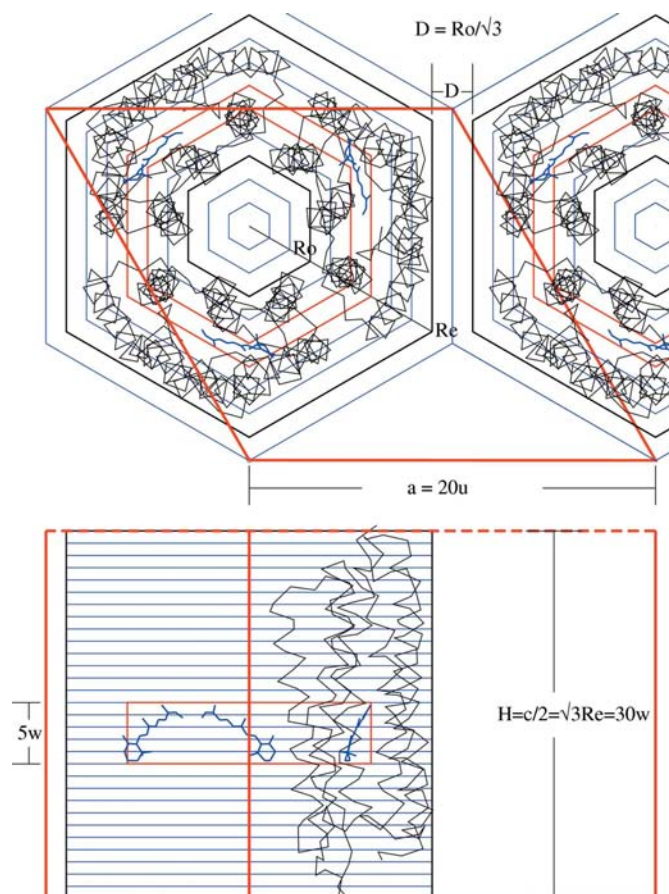 D = Ro/√3
D
Ro
Re
a = 20u
5w
H=c/2=√3Re=30w